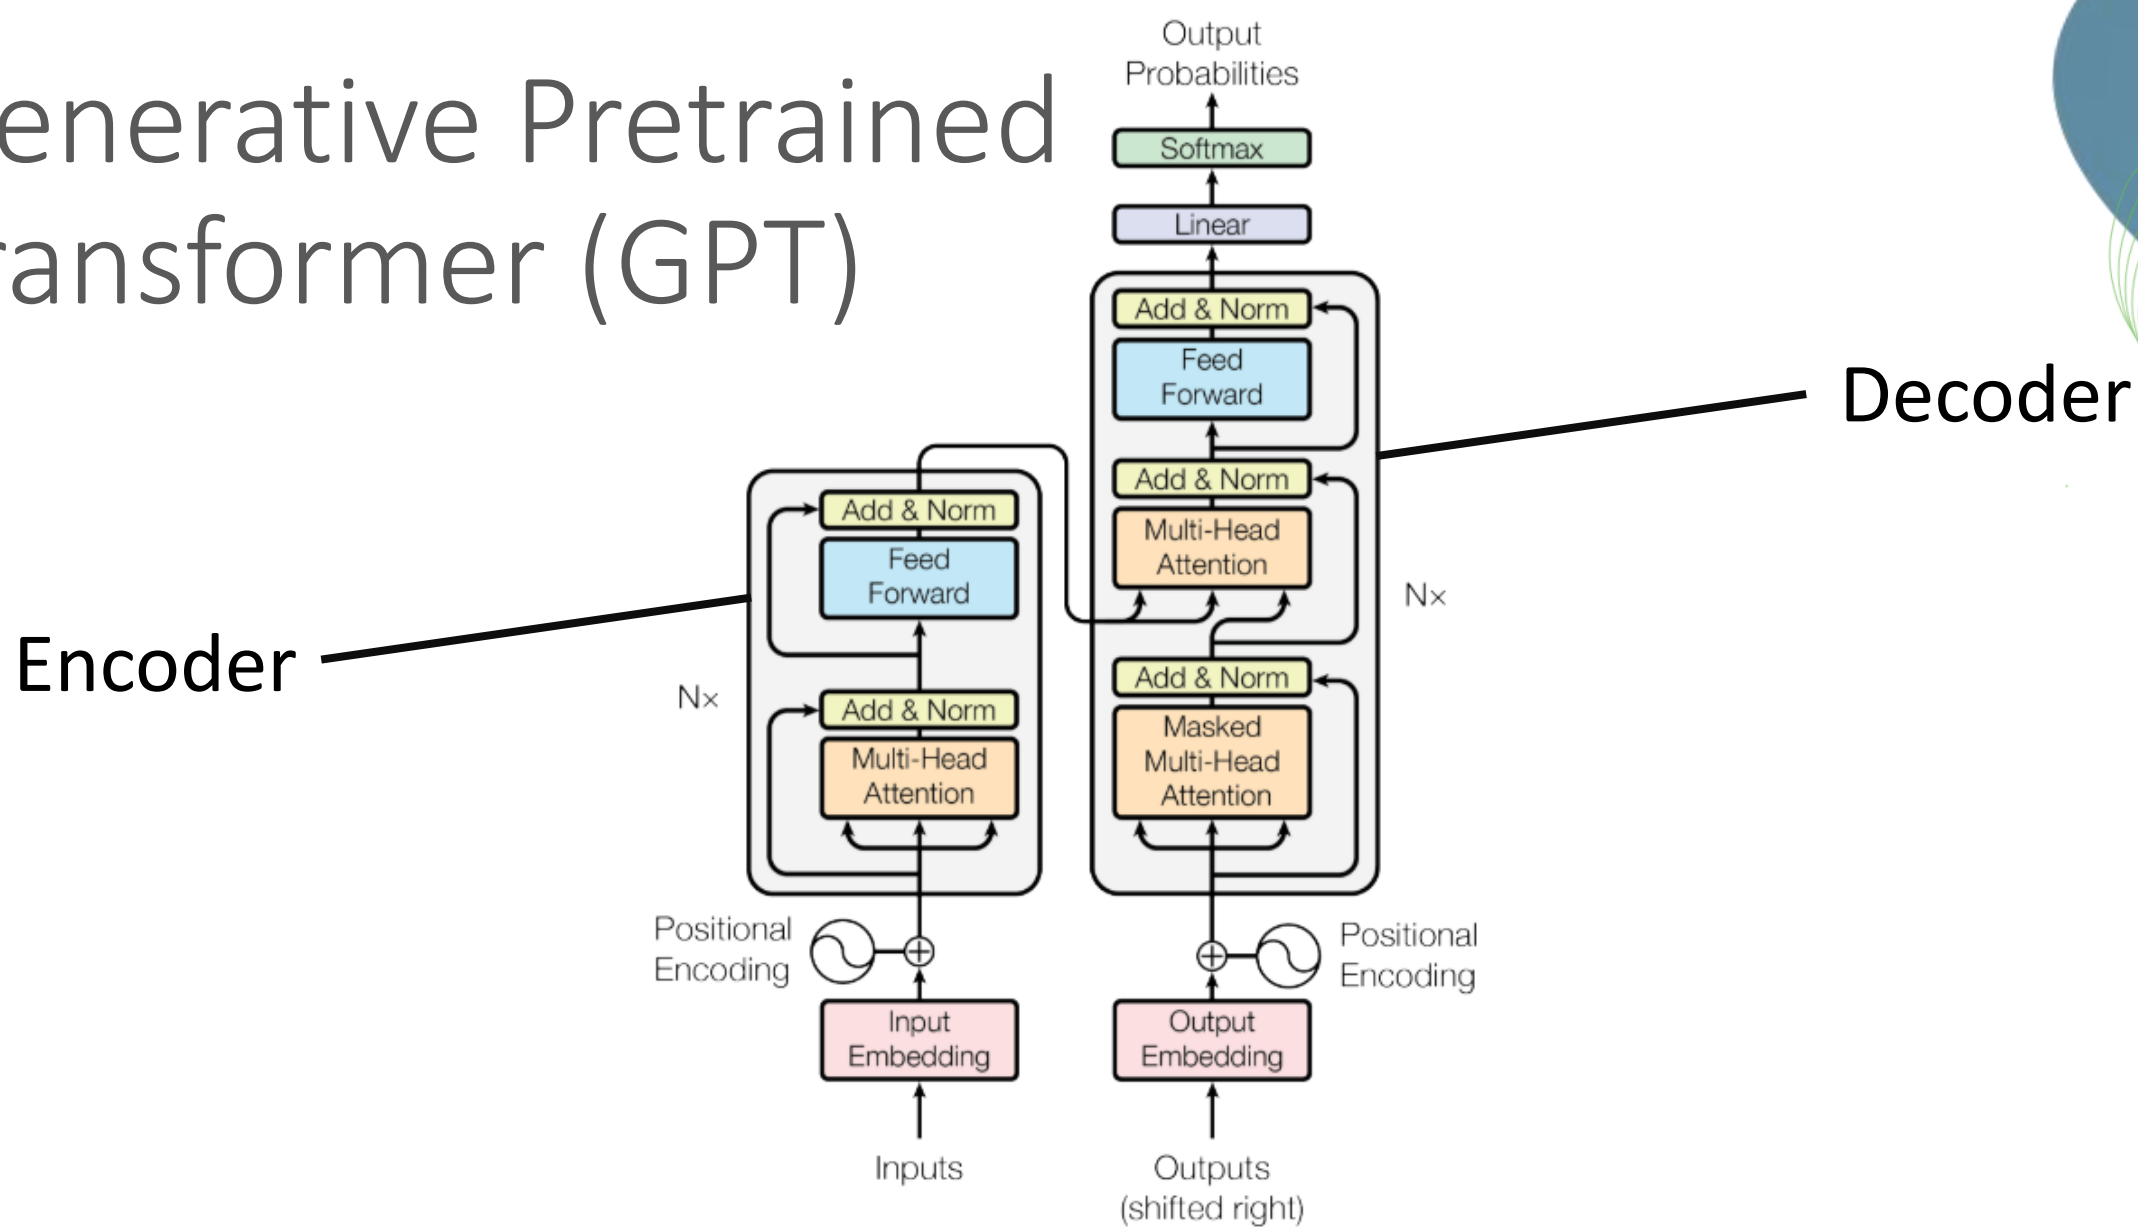 enerative Pretrained
ransformer (GPT)
Output
Probabilities
Softmax
Linear
Add & Norm
Feed
Forward
Add & Norm
Multi-Head
Attention
Add & Norm
Masked
Multi-Head
Attention
N×
Decoder
Encoder
N×
Add & Norm
Feed
Forward
Add & Norm
Multi-Head
Attention
Positional
Encoding
Positional
Encoding
Input
Embedding
Output
Embedding
Inputs
Outputs
(shifted right)